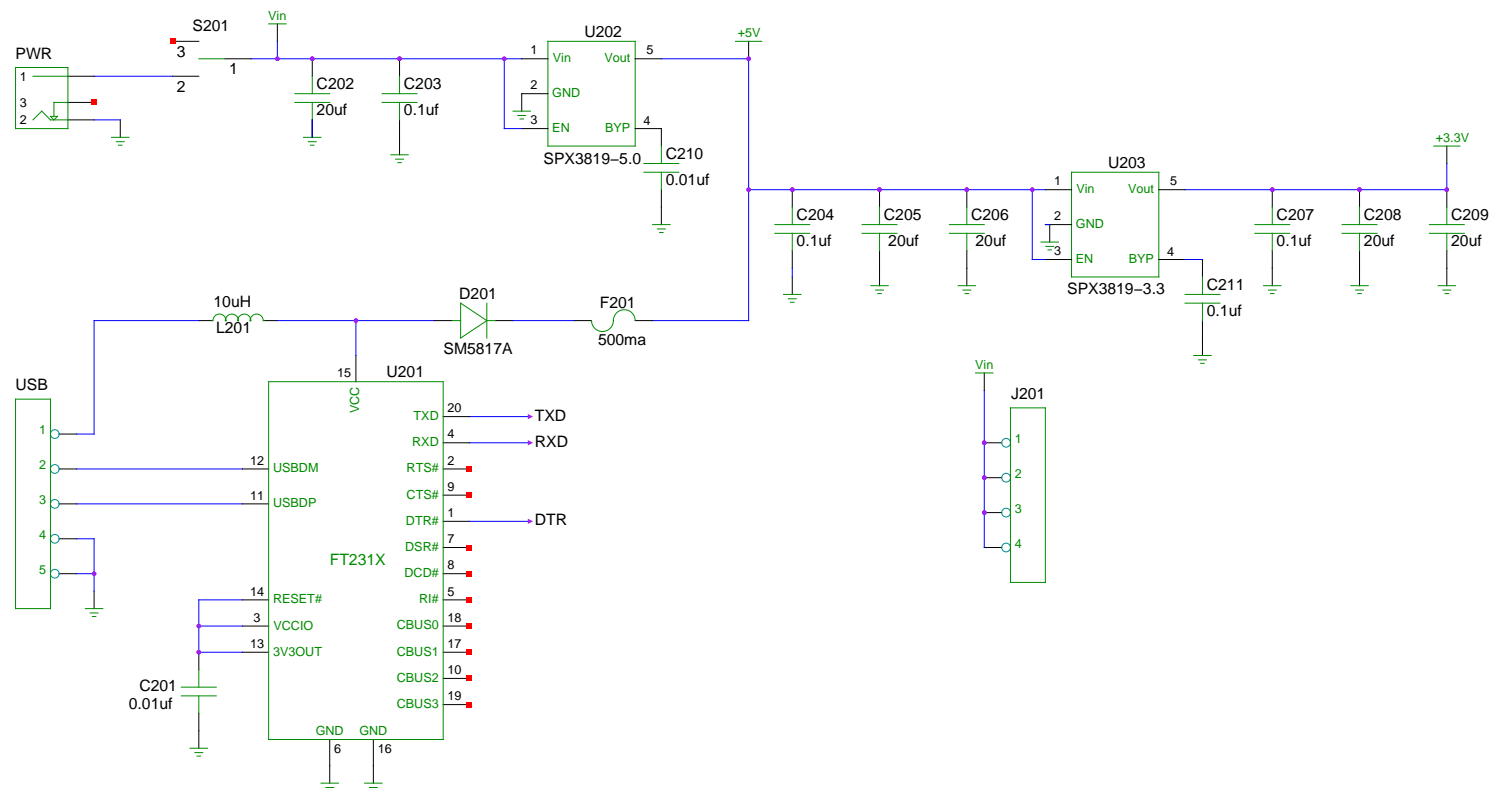 PWR
1
3
2
S201
3
2
1
Vin
C202
20uf
C203
0.1uf
U202
1 Vin Vout 5
2 GND
3 EN BYP 4
SPX3819-5.0
C210
0.01uf
+5V
C204
0.1uf
C205
20uf
C206
20uf
U203
1 Vin Vout 5
2 GND
3 EN BYP 4
SPX3819-3.3
C211
0.1uf
+3.3V
C207
0.1uf
C208
20uf
C209
20uf
10uH
L201
D201
SM5817A
F201
500ma
USB
1
2
3
4
5
U201
15
VCC
TXD 20 TXD
RXD 4 RXD
12 USBDM RTS# 2
CTS# 9
11 USBDP
DTR# 1 DTR
DSR# 7
FT231X
DCD# 8
14 RESET# RI# 5
3 VCCIO CBUS0 18
13 3V3OUT CBUS1 17
CBUS2 10
CBUS3 19
C201
0.01uf
GND GND
6 16
Vin
J201
1
2
3
4